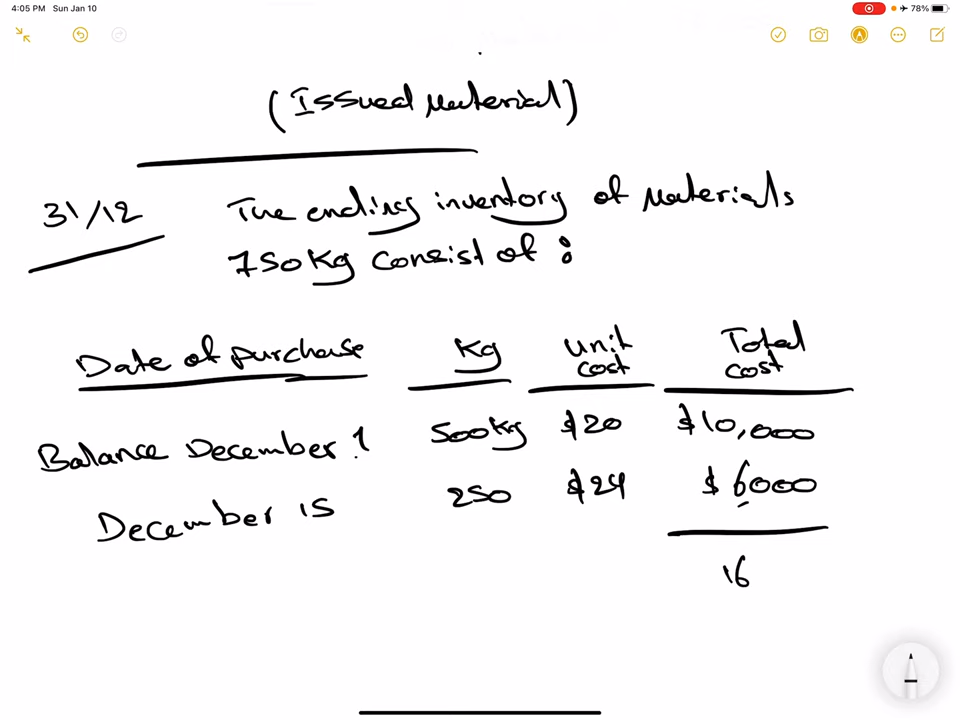 4:05 PM Sun Jan 10
78%
(Issued Material)
31/12 The ending inventory of Materials
750Kg consist of :
Date of purchase Kg unit cost Total cost
Balance December 1 500Kg $20 $10,000
December 15 250 $24 $6000
16